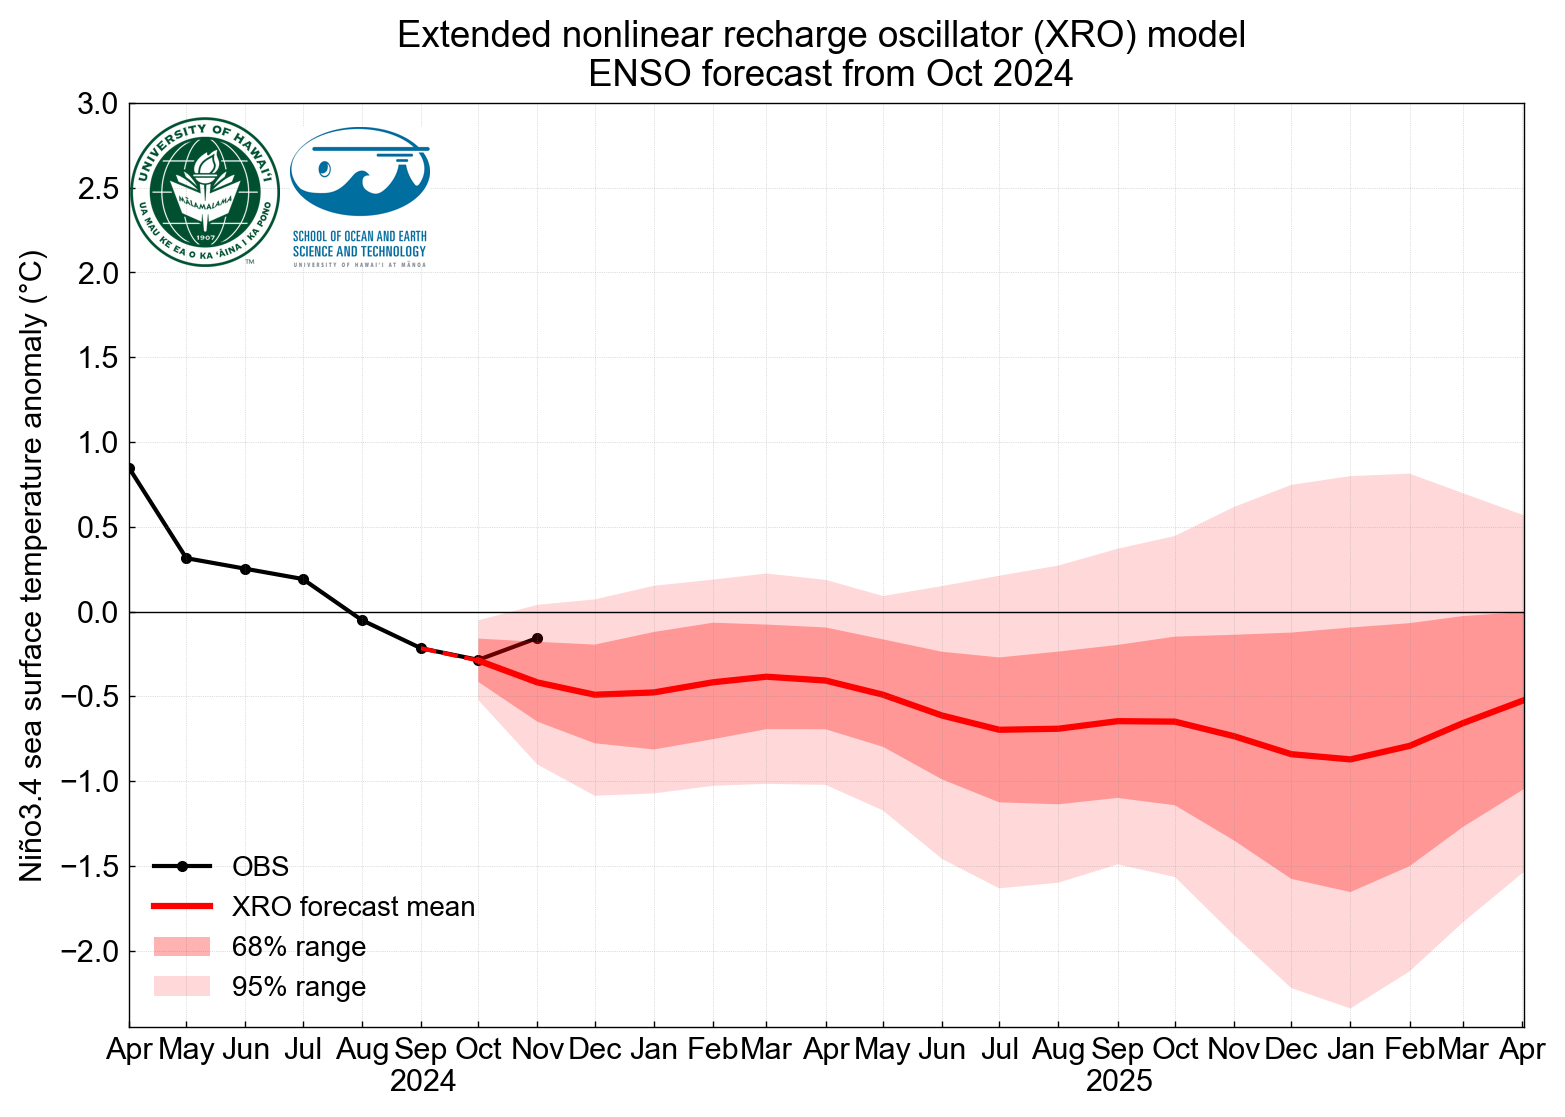 Extended nonlinear recharge oscillator (XRO) model
ENSO forecast from Oct 2024
Niño3.4 sea surface temperature anomaly (°C)
3.0
2.5
2.0
1.5
1.0
0.5
0.0
−0.5
−1.0
−1.5
−2.0
UNIVERSITY OF HAWAIʻI
MĀLAMALAMA
1907
UA MAU KE EA O KA ʻĀINA I KA PONO
TM
SCHOOL OF OCEAN AND EARTH
SCIENCE AND TECHNOLOGY
UNIVERSITY OF HAWAIʻI AT MĀNOA
OBS
XRO forecast mean
68% range
95% range
Apr May Jun Jul Aug Sep Oct Nov Dec Jan Feb Mar Apr May Jun Jul Aug Sep Oct Nov Dec Jan Feb Mar Apr
2024 2025